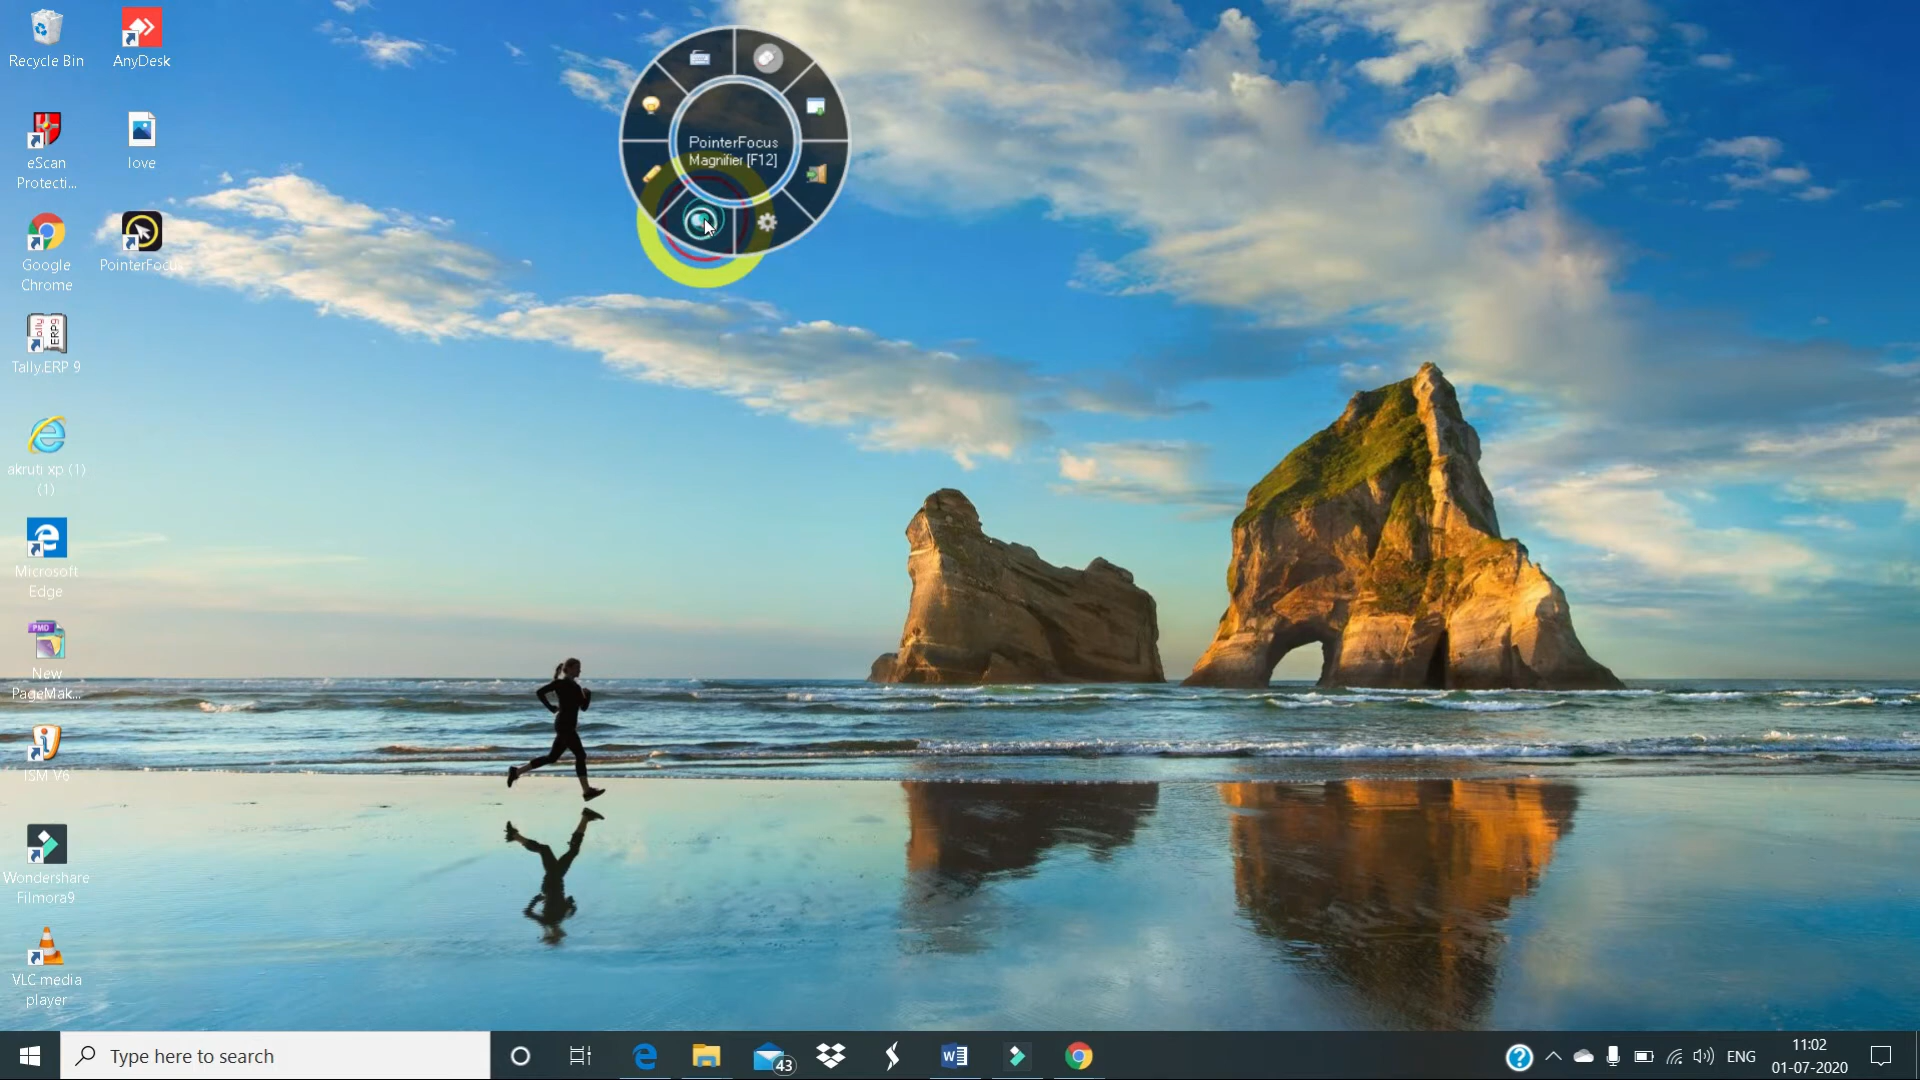 Recycle Bin
AnyDesk
eScan
Protecti...
love
Google
Chrome
PointerFocus
Tally.ERP 9
akruti xp (1)
(1)
Microsoft
Edge
PMD
New
PageMak...
ISM V6
Wondershare
Filmora9
VLC media
player
PointerFocus
Magnifier [F12]
Type here to search
43
ENG
11:02
01-07-2020